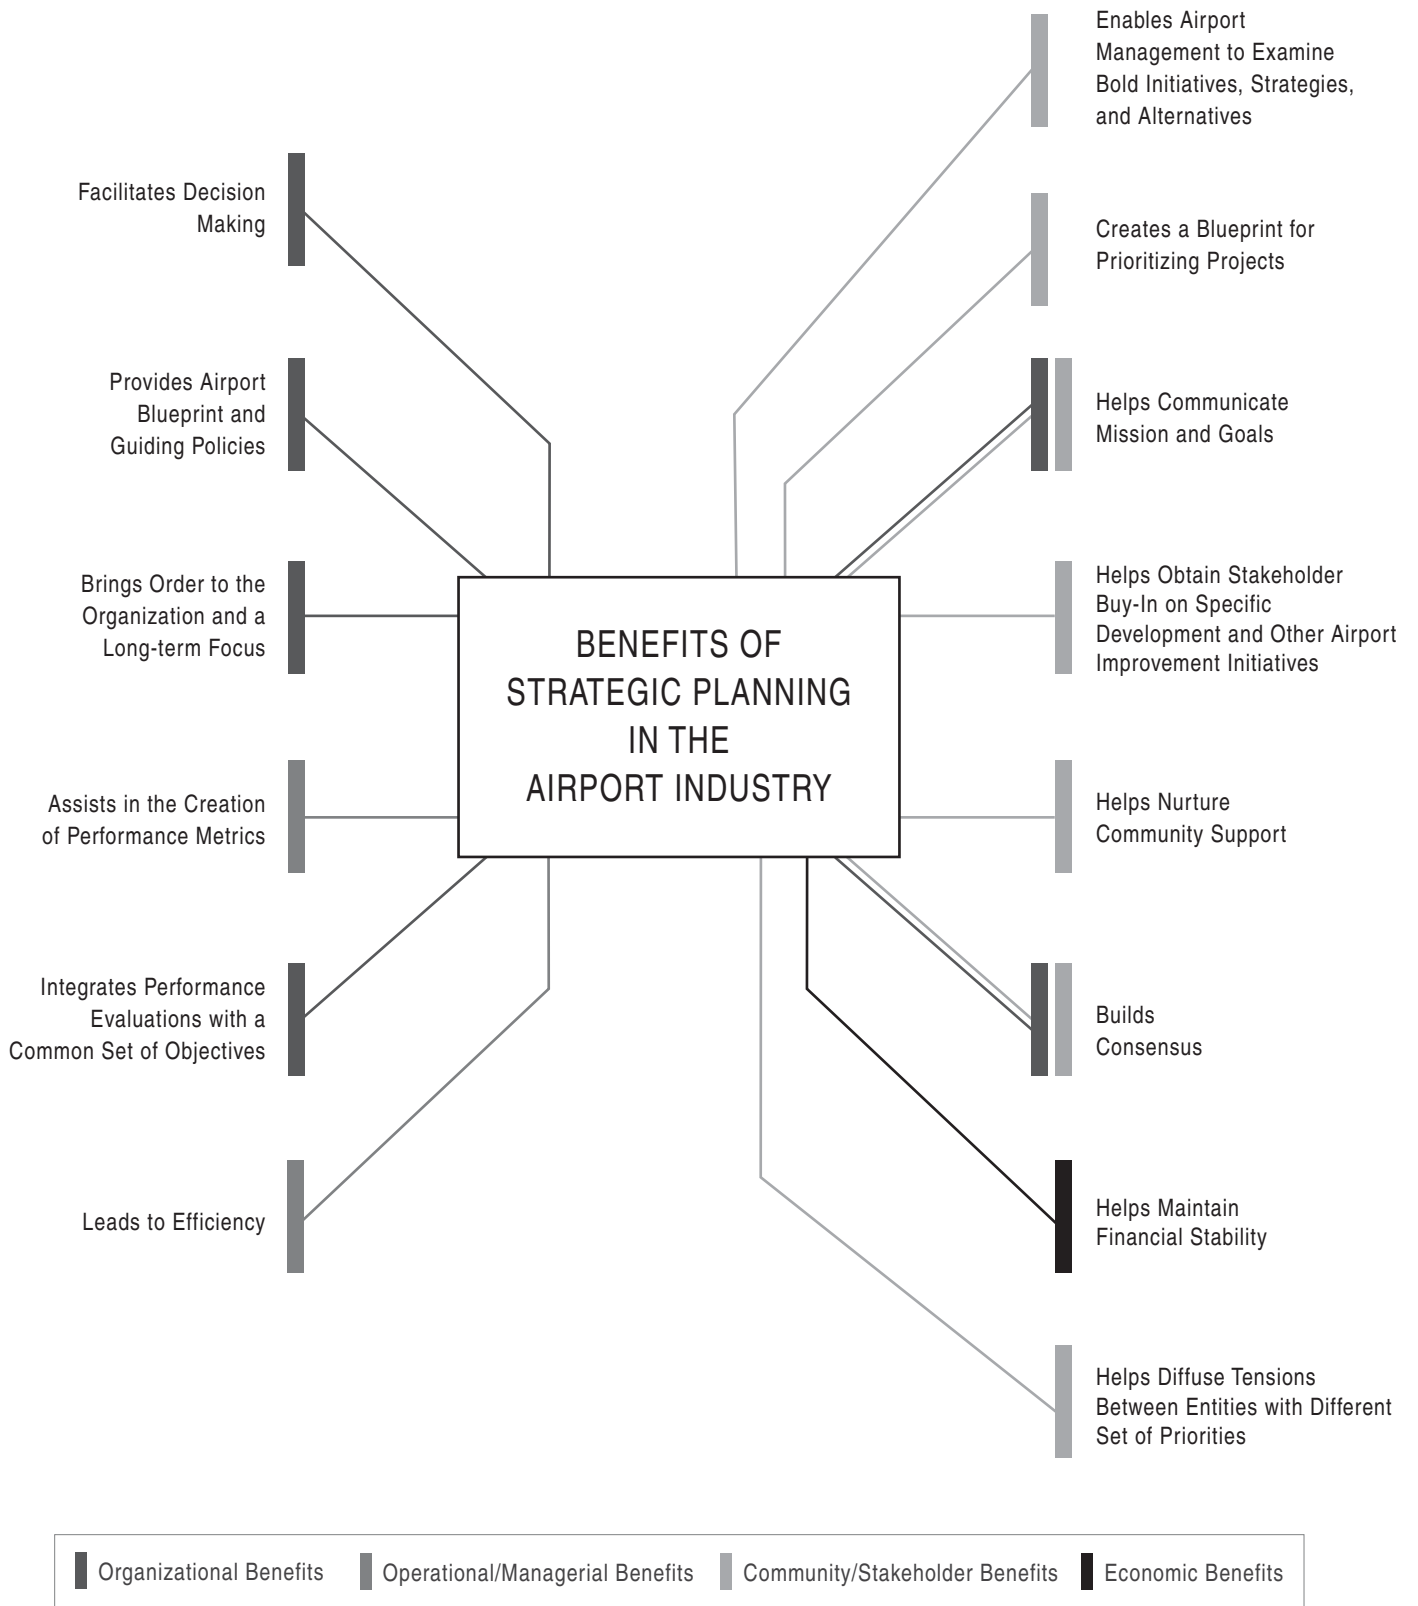 Enables Airport
Management to Examine
Bold Initiatives, Strategies,
and Alternatives
Facilitates Decision
Making
Creates a Blueprint for
Prioritizing Projects
Provides Airport
Blueprint and
Guiding Policies
Helps Communicate
Mission and Goals
Brings Order to the
Organization and a
Long-term Focus
BENEFITS OF
STRATEGIC PLANNING
IN THE
AIRPORT INDUSTRY
Helps Obtain Stakeholder
Buy-In on Specific
Development and Other Airport
Improvement Initiatives
Assists in the Creation
of Performance Metrics
Helps Nurture
Community Support
Integrates Performance
Evaluations with a
Common Set of Objectives
Builds
Consensus
Leads to Efficiency
Helps Maintain
Financial Stability
Helps Diffuse Tensions
Between Entities with Different
Set of Priorities
Organizational Benefits
Operational/Managerial Benefits
Community/Stakeholder Benefits
Economic Benefits